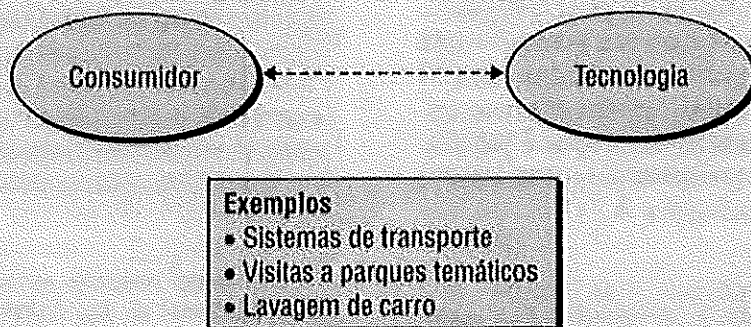 Consumidor
Tecnologia
Exemplos
• Sistemas de transporte
• Visitas a parques temáticos
• Lavagem de carro